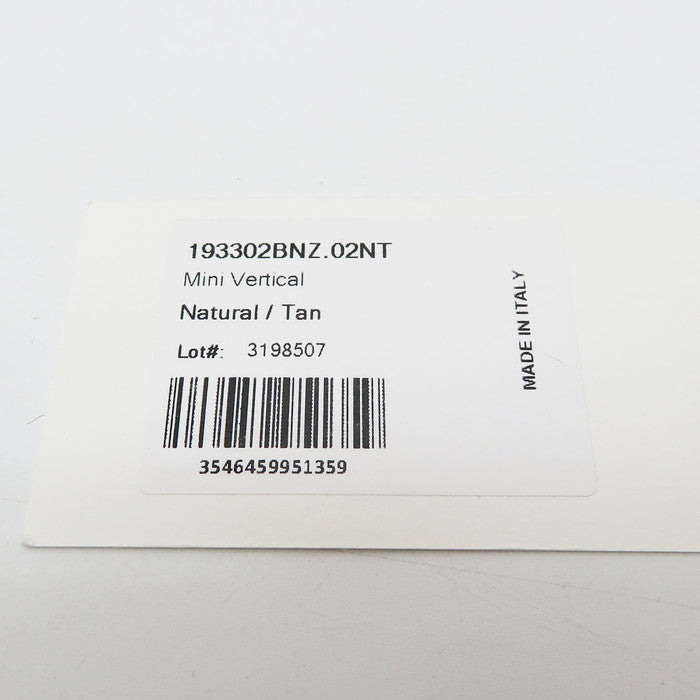 193302BNZ.02NT
Mini Vertical
Natural / Tan
Lot#: 3198507
3546459951359
MADE IN ITALY